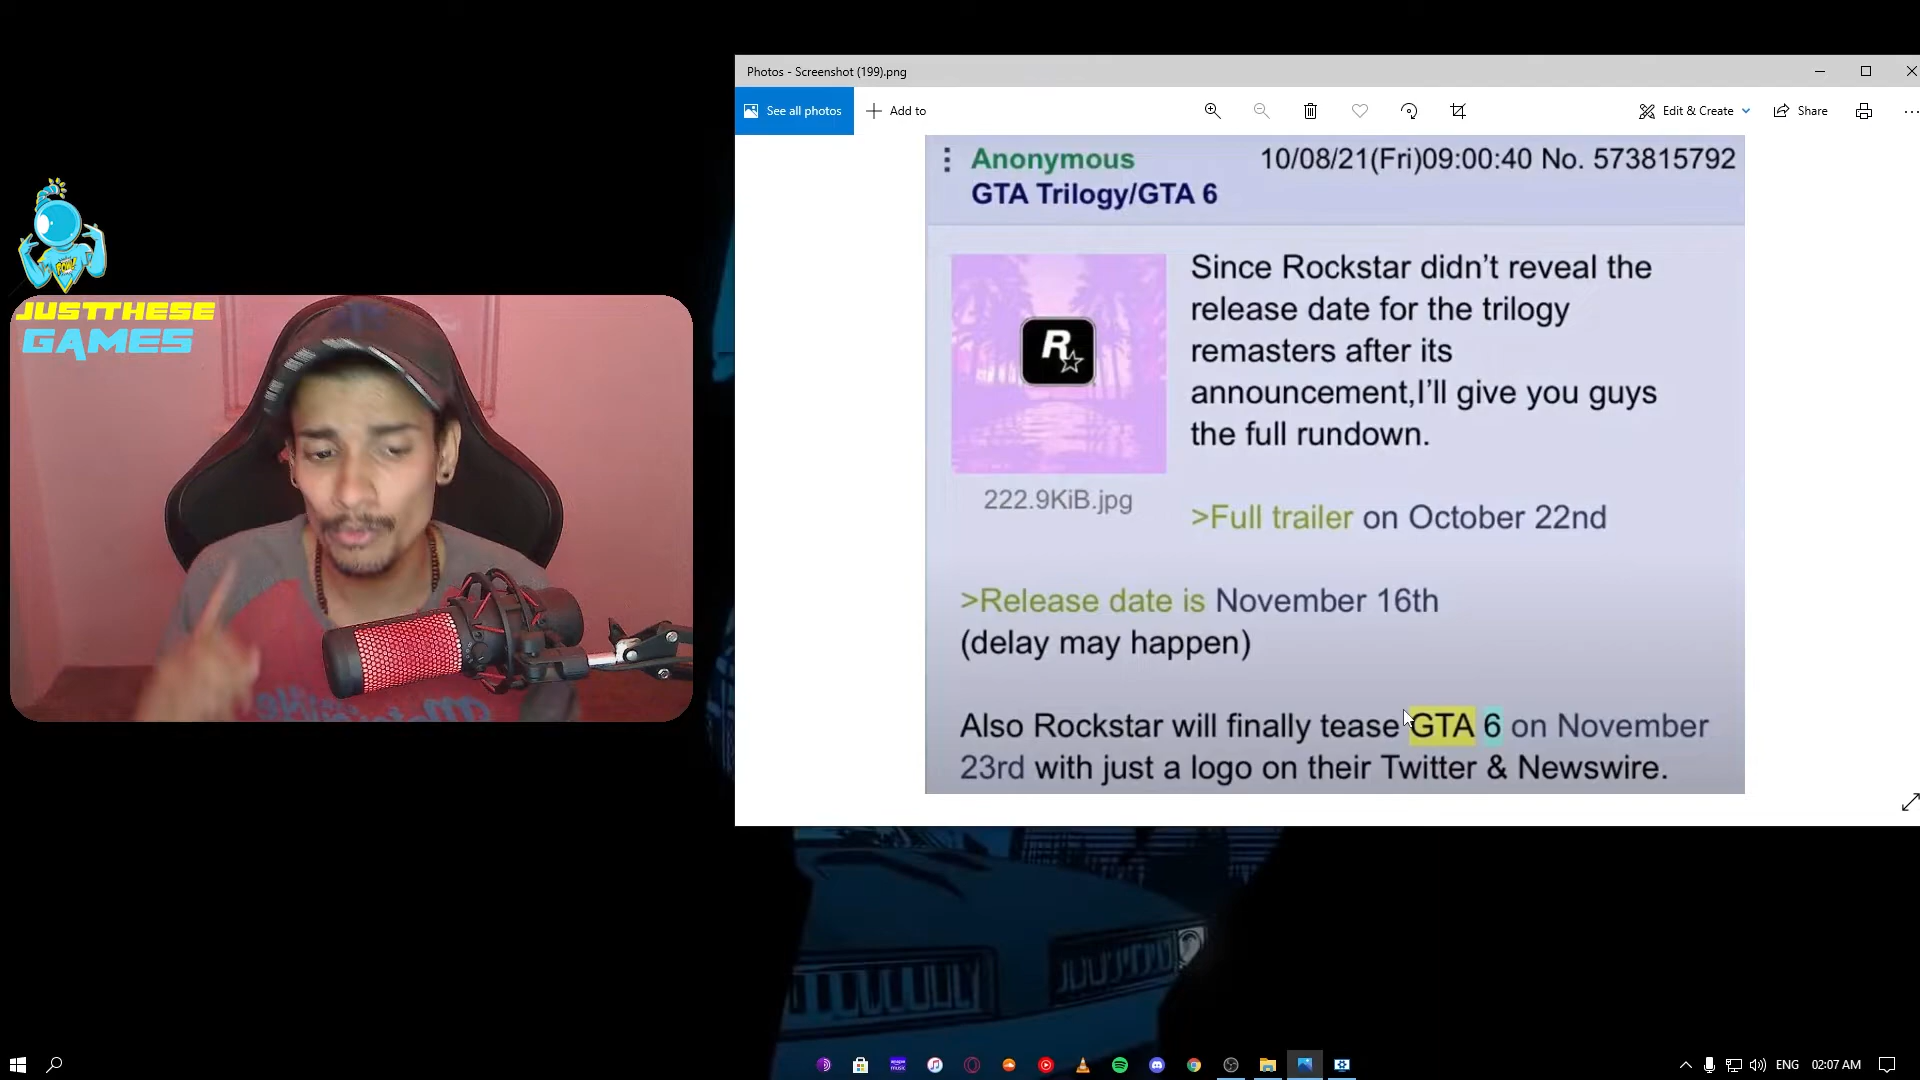 Photos - Screenshot (199).png
See all photos
Add to
Edit & Create
Share
Anonymous
10/08/21(Fri)09:00:40 No. 573815792
GTA Trilogy/GTA 6
Since Rockstar didn't reveal the
release date for the trilogy
remasters after its
announcement,I'll give you guys
the full rundown.
222.9KiB.jpg
>Full trailer on October 22nd
>Release date is November 16th
(delay may happen)
Also Rockstar will finally tease GTA 6 on November
23rd with just a logo on their Twitter & Newswire.
R
JUSTTHESE
GAMES
ENG
02:07 AM